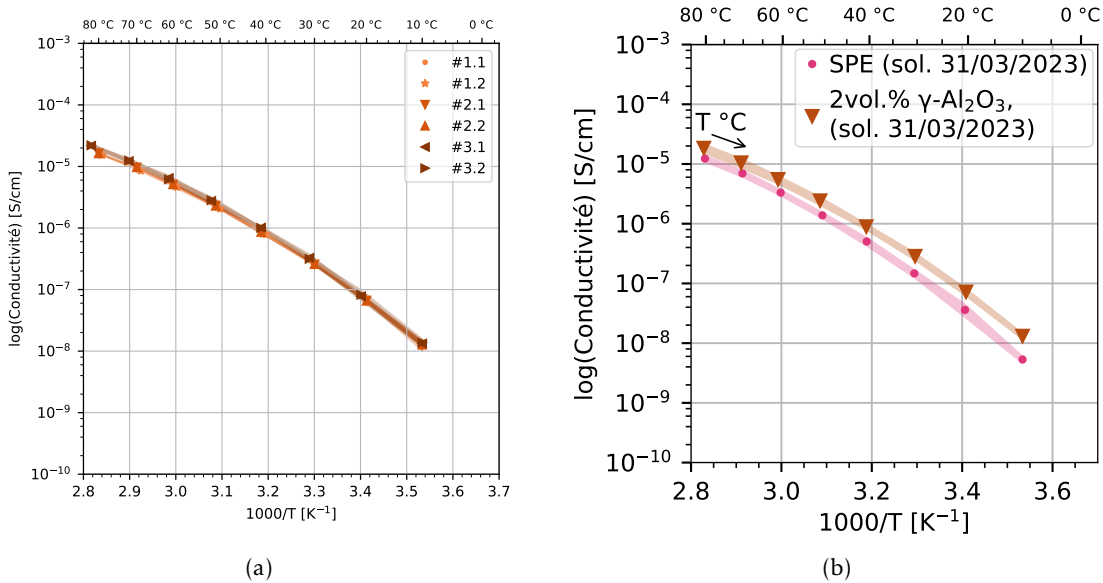 80 °C 70 °C 60 °C 50 °C 40 °C 30 °C 20 °C 10 °C 0 °C
10⁻³
10⁻⁴
10⁻⁵
10⁻⁶
10⁻⁷
10⁻⁸
10⁻⁹
10⁻¹⁰
log(Conductivité) [S/cm]
#1.1
#1.2
#2.1
#2.2
#3.1
#3.2
2.8 2.9 3.0 3.1 3.2 3.3 3.4 3.5 3.6 3.7
1000/T [K⁻¹]
(a)
80 °C 60 °C 40 °C 20 °C 0 °C
10⁻³
10⁻⁴
10⁻⁵
10⁻⁶
10⁻⁷
10⁻⁸
10⁻⁹
10⁻¹⁰
log(Conductivité) [S/cm]
SPE (sol. 31/03/2023)
2vol.% γ-Al₂O₃,
(sol. 31/03/2023)
T °C
2.8 3.0 3.2 3.4 3.6
1000/T [K⁻¹]
(b)